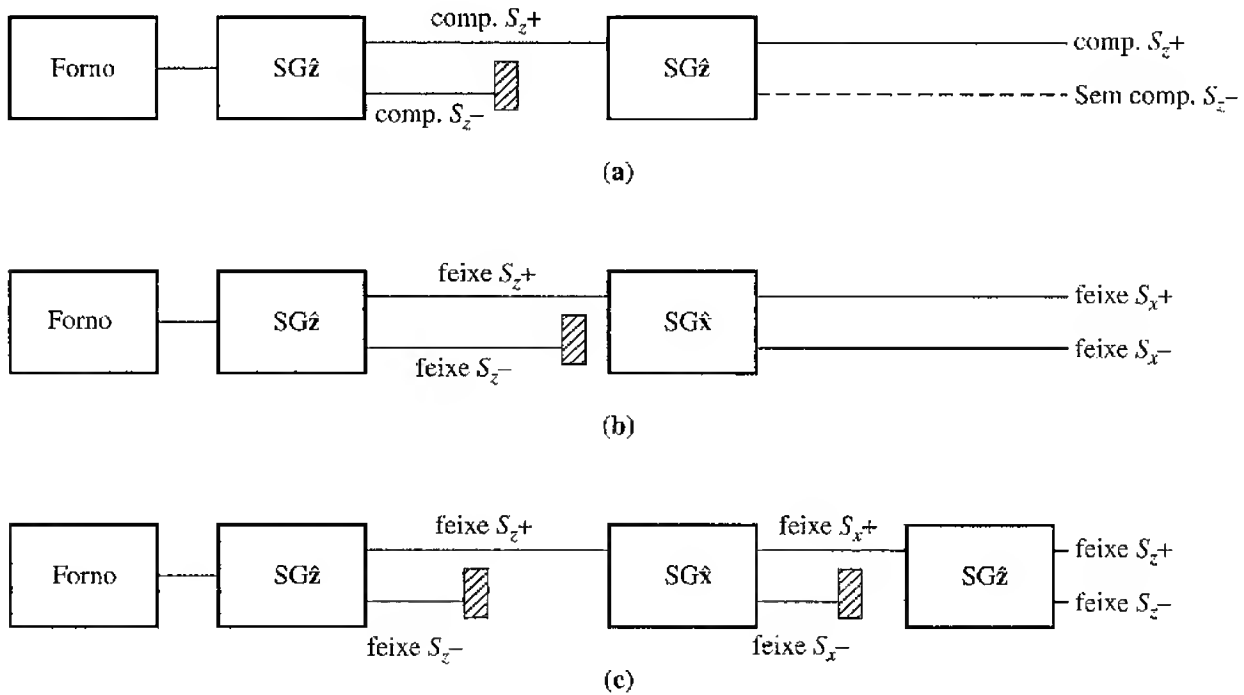 comp. S_z+
Forno SGẑ SGẑ comp. S_z+
comp. S_z– Sem comp. S_z–
(a)
feixe S_z+
Forno SGẑ SGx̂ feixe S_x+
feixe S_z– feixe S_x–
(b)
feixe S_z+ feixe S_x+
Forno SGẑ SGx̂ SGẑ feixe S_z+
feixe S_z–
feixe S_z– feixe S_x–
(c)